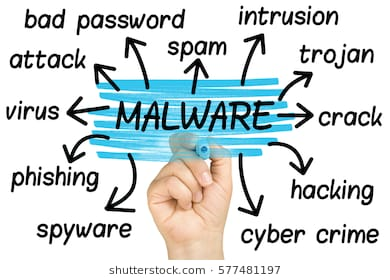 bad password
intrusion
spam
attack
trojan
virus
MALWARE
crack
phishing
hacking
spyware
cyber crime
shutterstock.com • 577481197